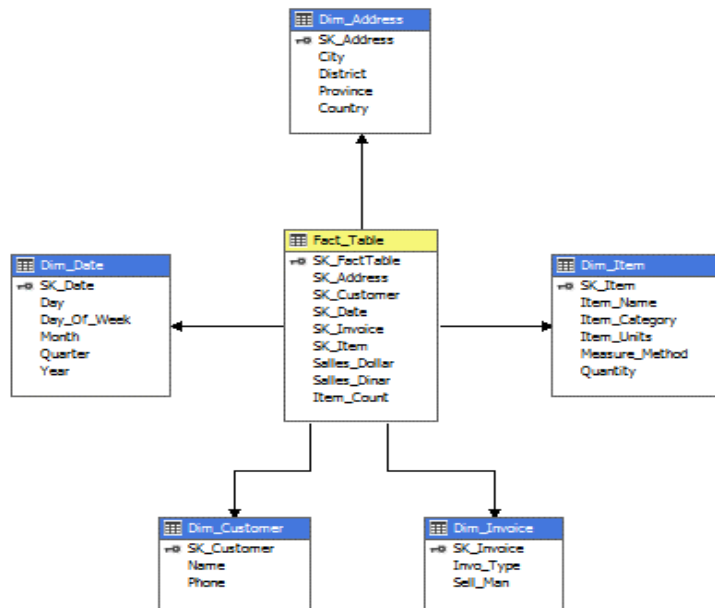 Dim_Address
SK_Address
City
District
Province
Country
Fact_Table
SK_FactTable
SK_Address
SK_Customer
SK_Date
SK_Invoice
SK_Item
Salles_Dollar
Salles_Dinar
Item_Count
Dim_Date
SK_Date
Day
Day_Of_Week
Month
Quarter
Year
Dim_Item
SK_Item
Item_Name
Item_Category
Item_Units
Measure_Method
Quantity
Dim_Customer
SK_Customer
Name
Phone
Dim_Invoice
SK_Invoice
Invo_Type
Sell_Man